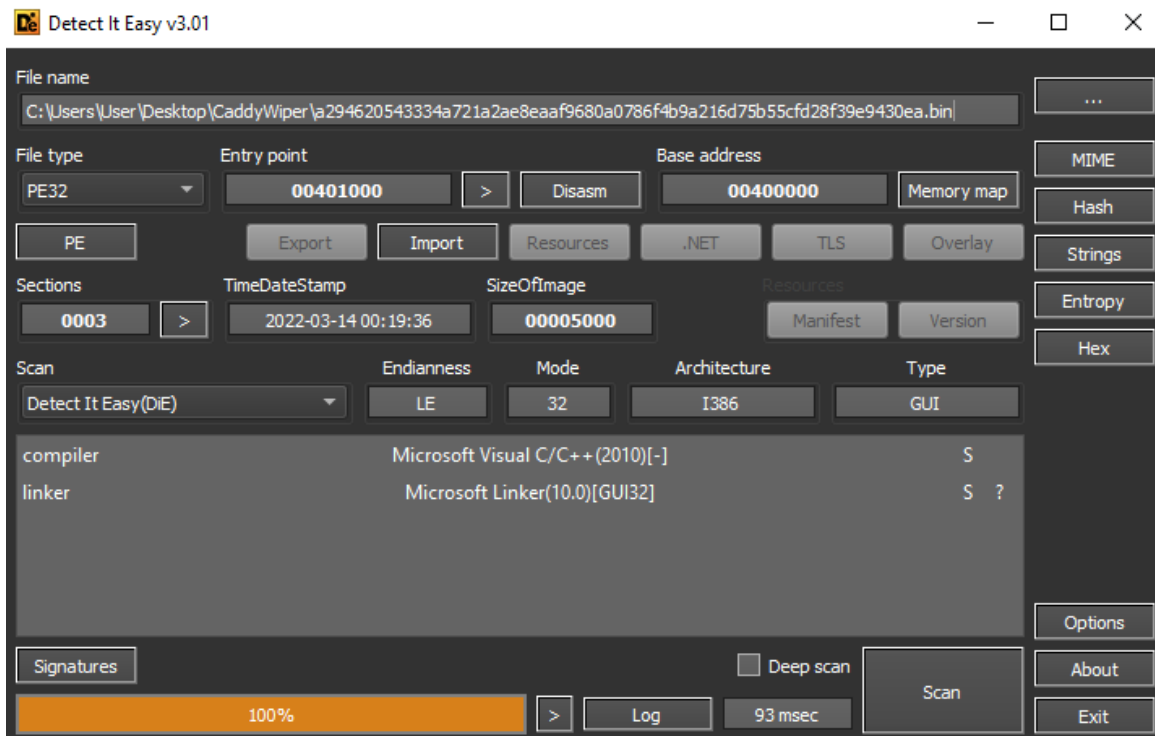 Detect It Easy v3.01
File name
C:\Users\User\Desktop\CaddyWiper\a294620543334a721a2ae8eaaf9680a0786f4b9a216d75b55cfd28f39e9430ea.bin
...
File type Entry point Base address
MIME
PE32 00401000 > Disasm 00400000 Memory map
Hash
PE Export Import Resources .NET TLS Overlay
Strings
Sections TimeDateStamp SizeOfImage Resources
Entropy
0003 > 2022-03-14 00:19:36 00005000 Manifest Version
Hex
Scan Endianness Mode Architecture Type
Detect It Easy(DiE) LE 32 I386 GUI
compiler Microsoft Visual C/C++(2010)[-] S
linker Microsoft Linker(10.0)[GUI32] S ?
Options
Signatures Deep scan Scan About
100% > Log 93 msec Exit